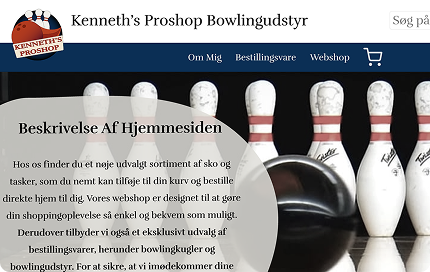 KENNETH'S
PROSHOP
Kenneth's Proshop Bowlingudstyr
Søg på
Om Mig Bestillingsvare Webshop
Beskrivelse Af Hjemmesiden
Hos os finder du et nøje udvalgt sortiment af sko og
tasker, som du nemt kan tilføje til din kurv og bestille
direkte hjem til dig. Vores webshop er designet til at gøre
din shoppingoplevelse så enkel og bekvem som muligt.
Derudover tilbyder vi også et eksklusivt udvalg af
bestillingsvarer, herunder bowlingkugler og
bowlingudstyr. For at sikre, at vi imødekommer dine